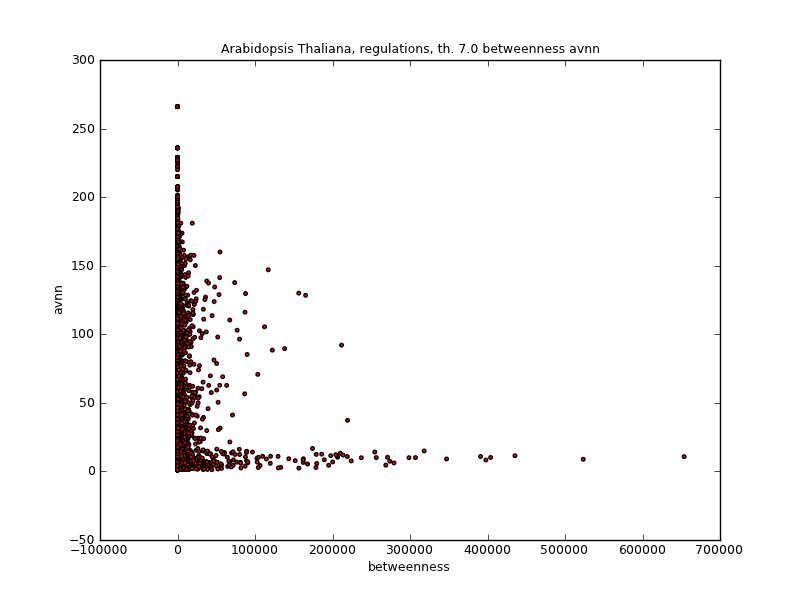 Arabidopsis Thaliana, regulations, th. 7.0 betweenness avnn
300
250
200
150
100
50
0
−50
−100000 0 100000 200000 300000 400000 500000 600000 700000
avnn
betweenness